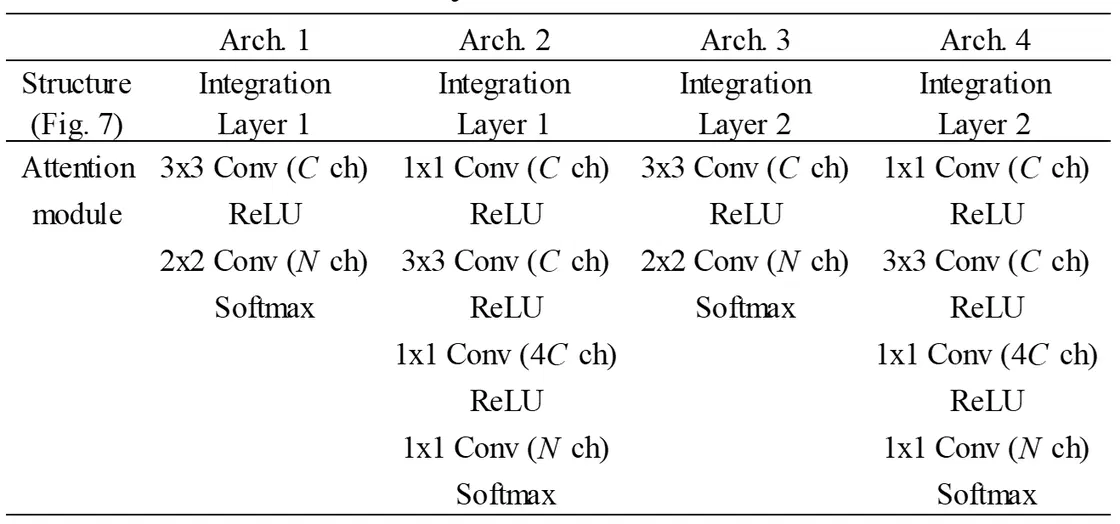 Arch. 1 Arch. 2 Arch. 3 Arch. 4
Structure Integration Integration Integration Integration
(Fig. 7) Layer 1 Layer 1 Layer 2 Layer 2
Attention 3x3 Conv (C ch) 1x1 Conv (C ch) 3x3 Conv (C ch) 1x1 Conv (C ch)
module ReLU ReLU ReLU ReLU
2x2 Conv (N ch) 3x3 Conv (C ch) 2x2 Conv (N ch) 3x3 Conv (C ch)
Softmax ReLU Softmax ReLU
1x1 Conv (4C ch) 1x1 Conv (4C ch)
ReLU ReLU
1x1 Conv (N ch) 1x1 Conv (N ch)
Softmax Softmax